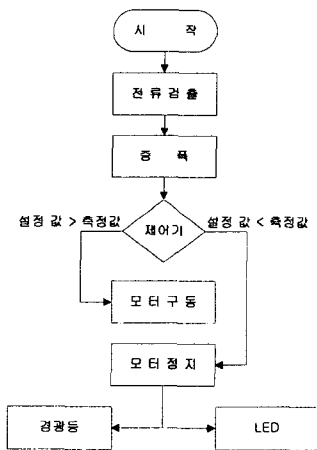 시 작
전 류 검 출
증 폭
설정 값 > 측정값
제어기
설정 값 < 측정값
모 터 구 동
모 터 정 지
경광등
LED